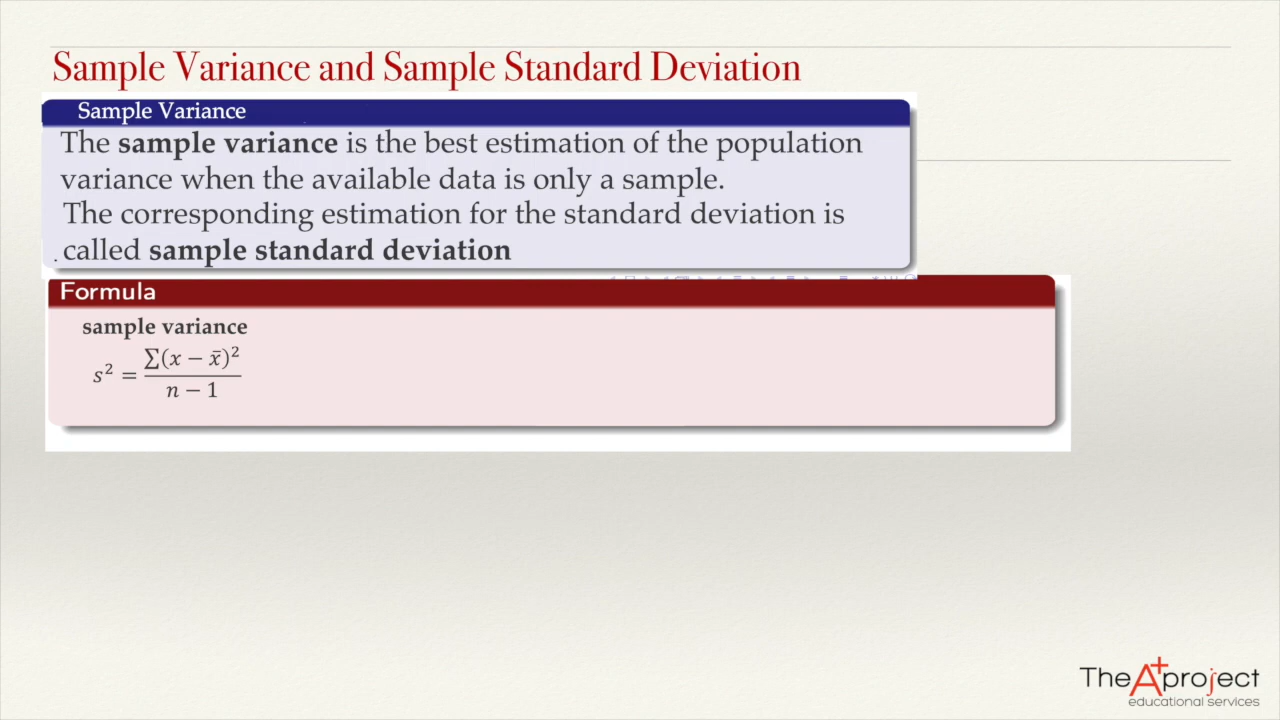 Sample Variance and Sample Standard Deviation
Sample Variance
The sample variance is the best estimation of the population
variance when the available data is only a sample.
The corresponding estimation for the standard deviation is
called sample standard deviation
Formula
sample variance
s² = ∑(x − x̄)² / n − 1
The A+ project
educational services